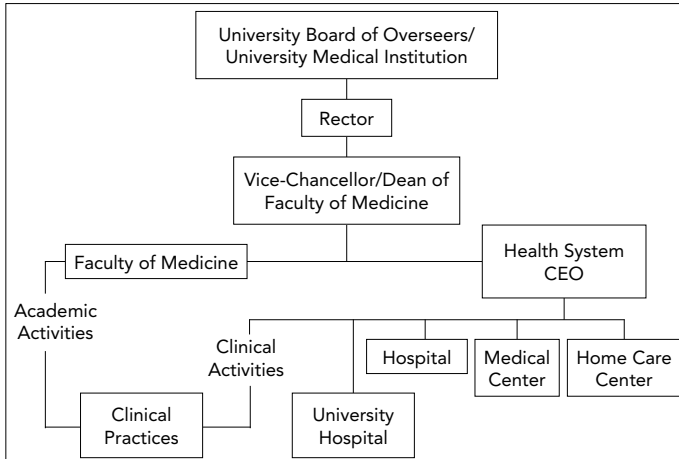 University Board of Overseers/
University Medical Institution
Rector
Vice-Chancellor/Dean of
Faculty of Medicine
Faculty of Medicine
Health System
CEO
Academic
Activities
Clinical
Activities
Hospital
Medical
Center
Home Care
Center
Clinical
Practices
University
Hospital